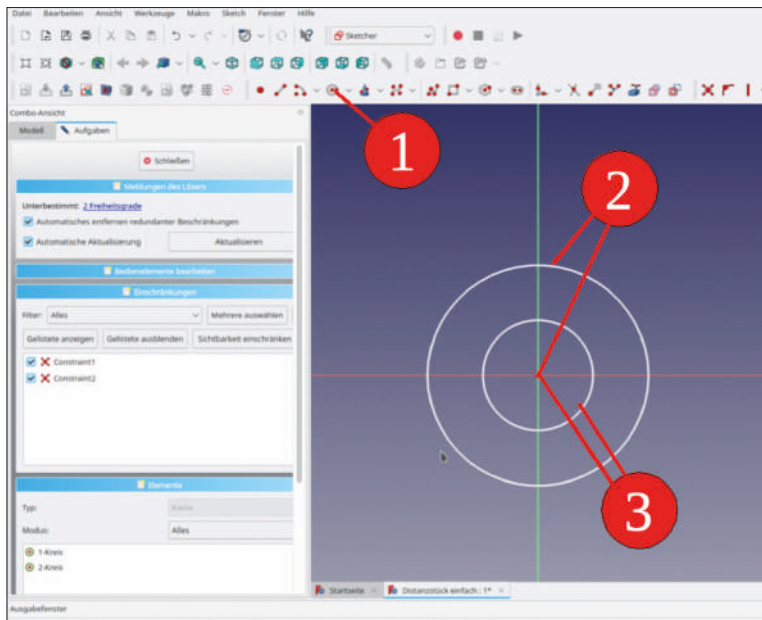 Datei Bearbeiten Ansicht Werkzeuge Makro Sketch Fenster Hilfe
Sketcher
Combo-Ansicht
Modell Aufgaben
Schließen
Meldungen des Lösers
Unterbestimmt: 2 Freiheitsgrade
Automatisches entfernen redundanter Beschränkungen
Automatische Aktualisierung Aktualisieren
Bedienelemente bearbeiten
Einschränkungen
Filter: Alles Mehrere auswählen
Gelistete anzeigen Gelistete ausblenden Sichtbarkeit einschränken
Constraint1
Constraint2
Elemente
Typ: Kante
Modus: Alles
1-Kreis
2-Kreis
1
2
3
Startseite Distanzstück einfach : 1*
Ausgabefenster